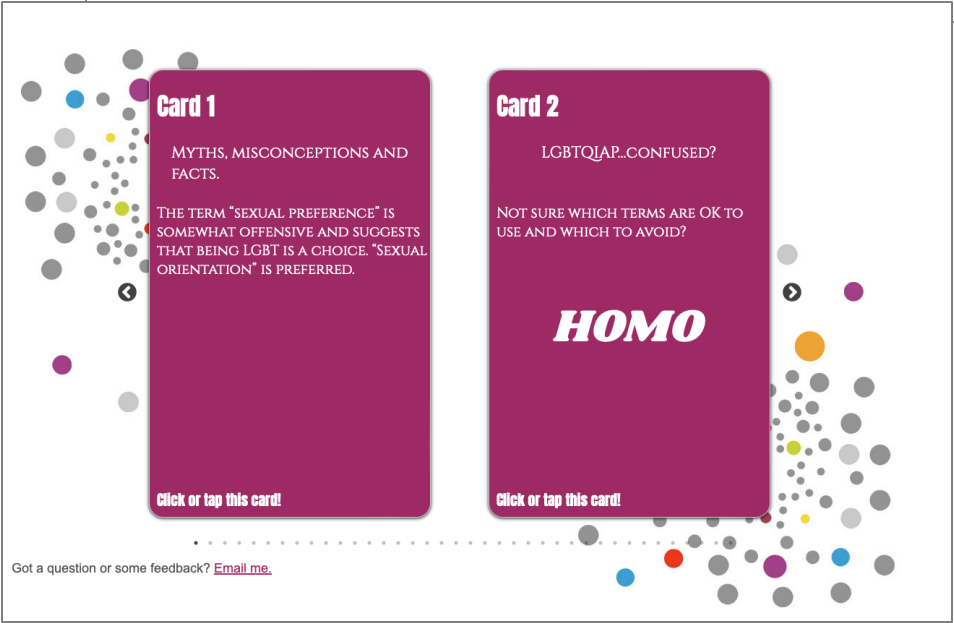 Card 1
Myths, misconceptions and
facts.
The term “sexual preference” is
somewhat offensive and suggests
that being LGBT is a choice. “Sexual
orientation” is preferred.
Click or tap this card!
Card 2
LGBTQIAP...confused?
Not sure which terms are OK to
use and which to avoid?
HOMO
Click or tap this card!
Got a question or some feedback? Email me.